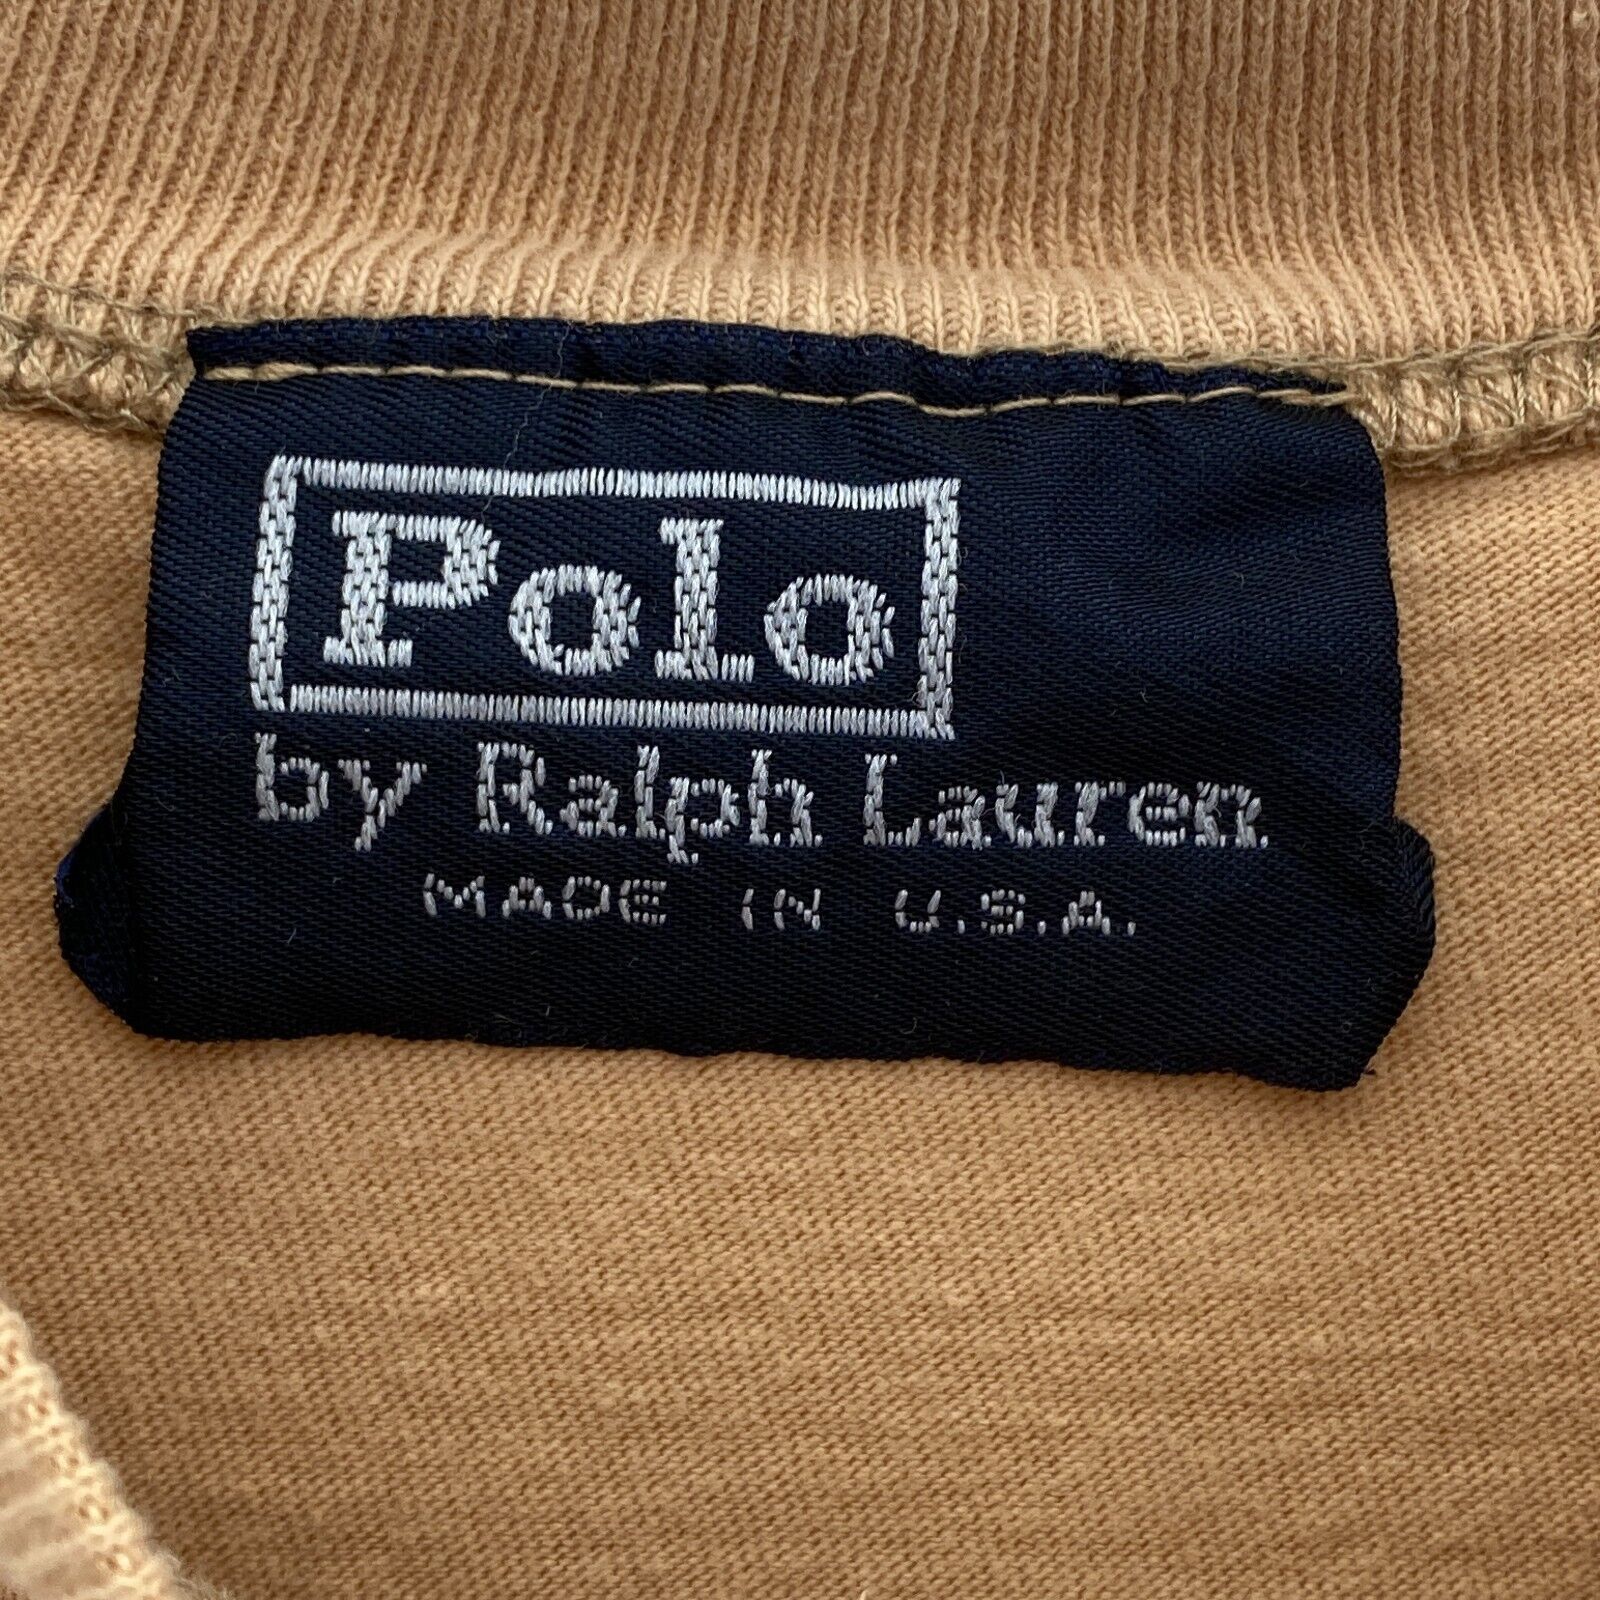 Polo
by Ralph Lauren
MADE IN U.S.A.